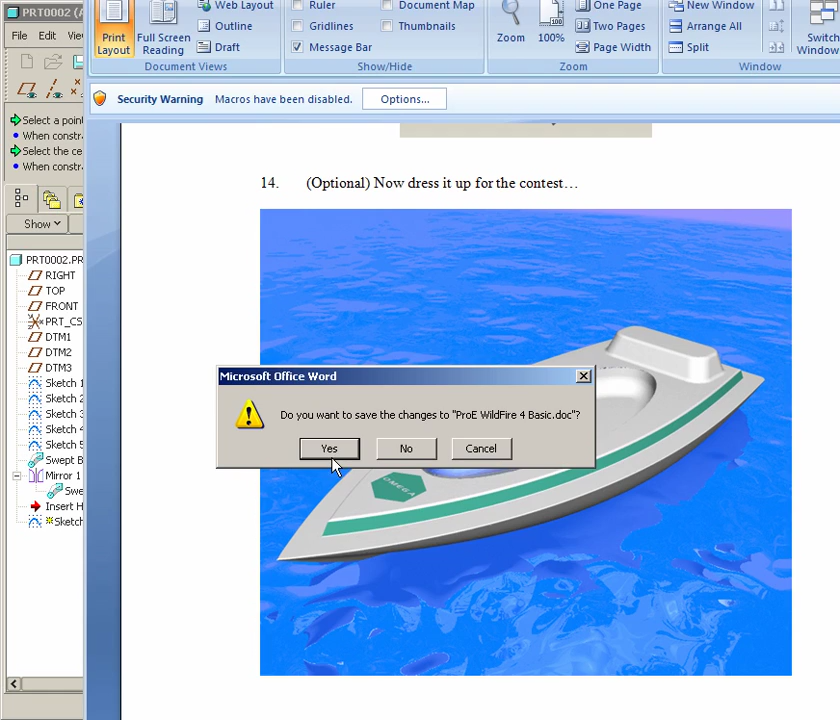 PRT0002 (A
File Edit Vie
Select a poin
When constra
Select the ce
When constra
Show
PRT0002.PR
RIGHT
TOP
FRONT
PRT_CS
DTM1
DTM2
DTM3
Sketch 1
Sketch 2
Sketch 3
Sketch 4
Sketch 5
Swept B
Mirror 1
Swe
Insert H
Sketch
Print Layout
Full Screen Reading
Web Layout
Outline
Draft
Document Views
Ruler
Gridlines
Message Bar
Document Map
Thumbnails
Show/Hide
Zoom
100%
One Page
Two Pages
Page Width
Zoom
New Window
Arrange All
Split
Switch Window
Window
Security Warning Macros have been disabled. Options...
14. (Optional) Now dress it up for the contest…
Microsoft Office Word
Do you want to save the changes to "ProE WildFire 4 Basic.doc"?
Yes No Cancel
OMEGA